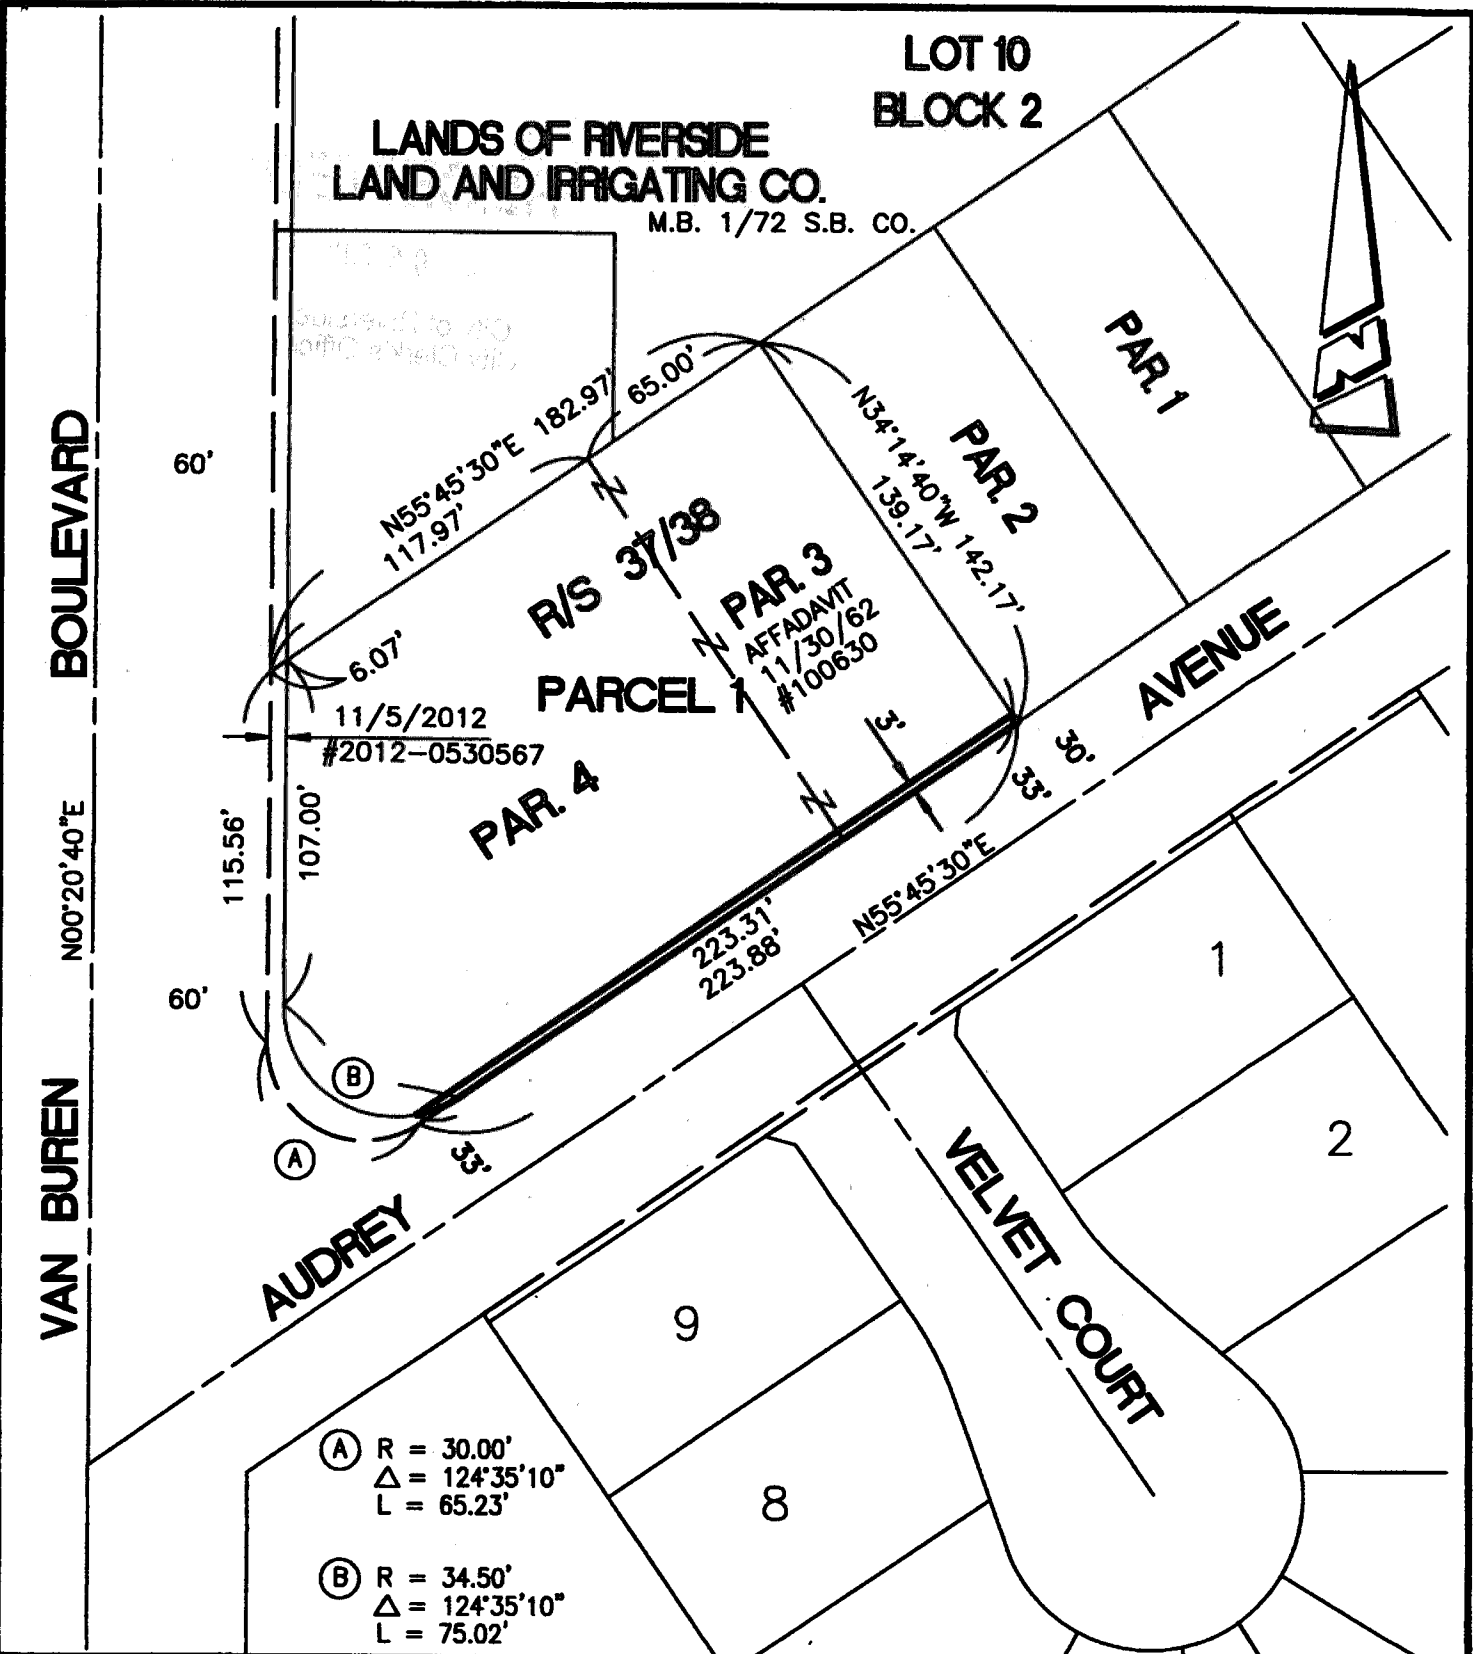 LOT 10
BLOCK 2
LANDS OF RIVERSIDE
LAND AND IRRIGATING CO.
M.B. 1/72 S.B. CO.
PAR. 1
PAR. 2
N34°14'40"W 142.17'
139.17'
N55°45'30"E 182.97'
117.97'
65.00'
60'
R/S 37/38
PAR. 3
AFFADAVIT
11/30/62
#100630
6.07'
PARCEL 1
11/5/2012
#2012-0530567
PAR. 4
3'
30'
33'
115.56'
107.00'
223.31'
223.88'
N55°45'30"E
60'
VAN BUREN BOULEVARD
N00°20'40"E
B
A
33'
AUDREY AVENUE
VELVET COURT
1
2
9
8
A R = 30.00'
△ = 124°35'10"
L = 65.23'
B R = 34.50'
△ = 124°35'10"
L = 75.02'